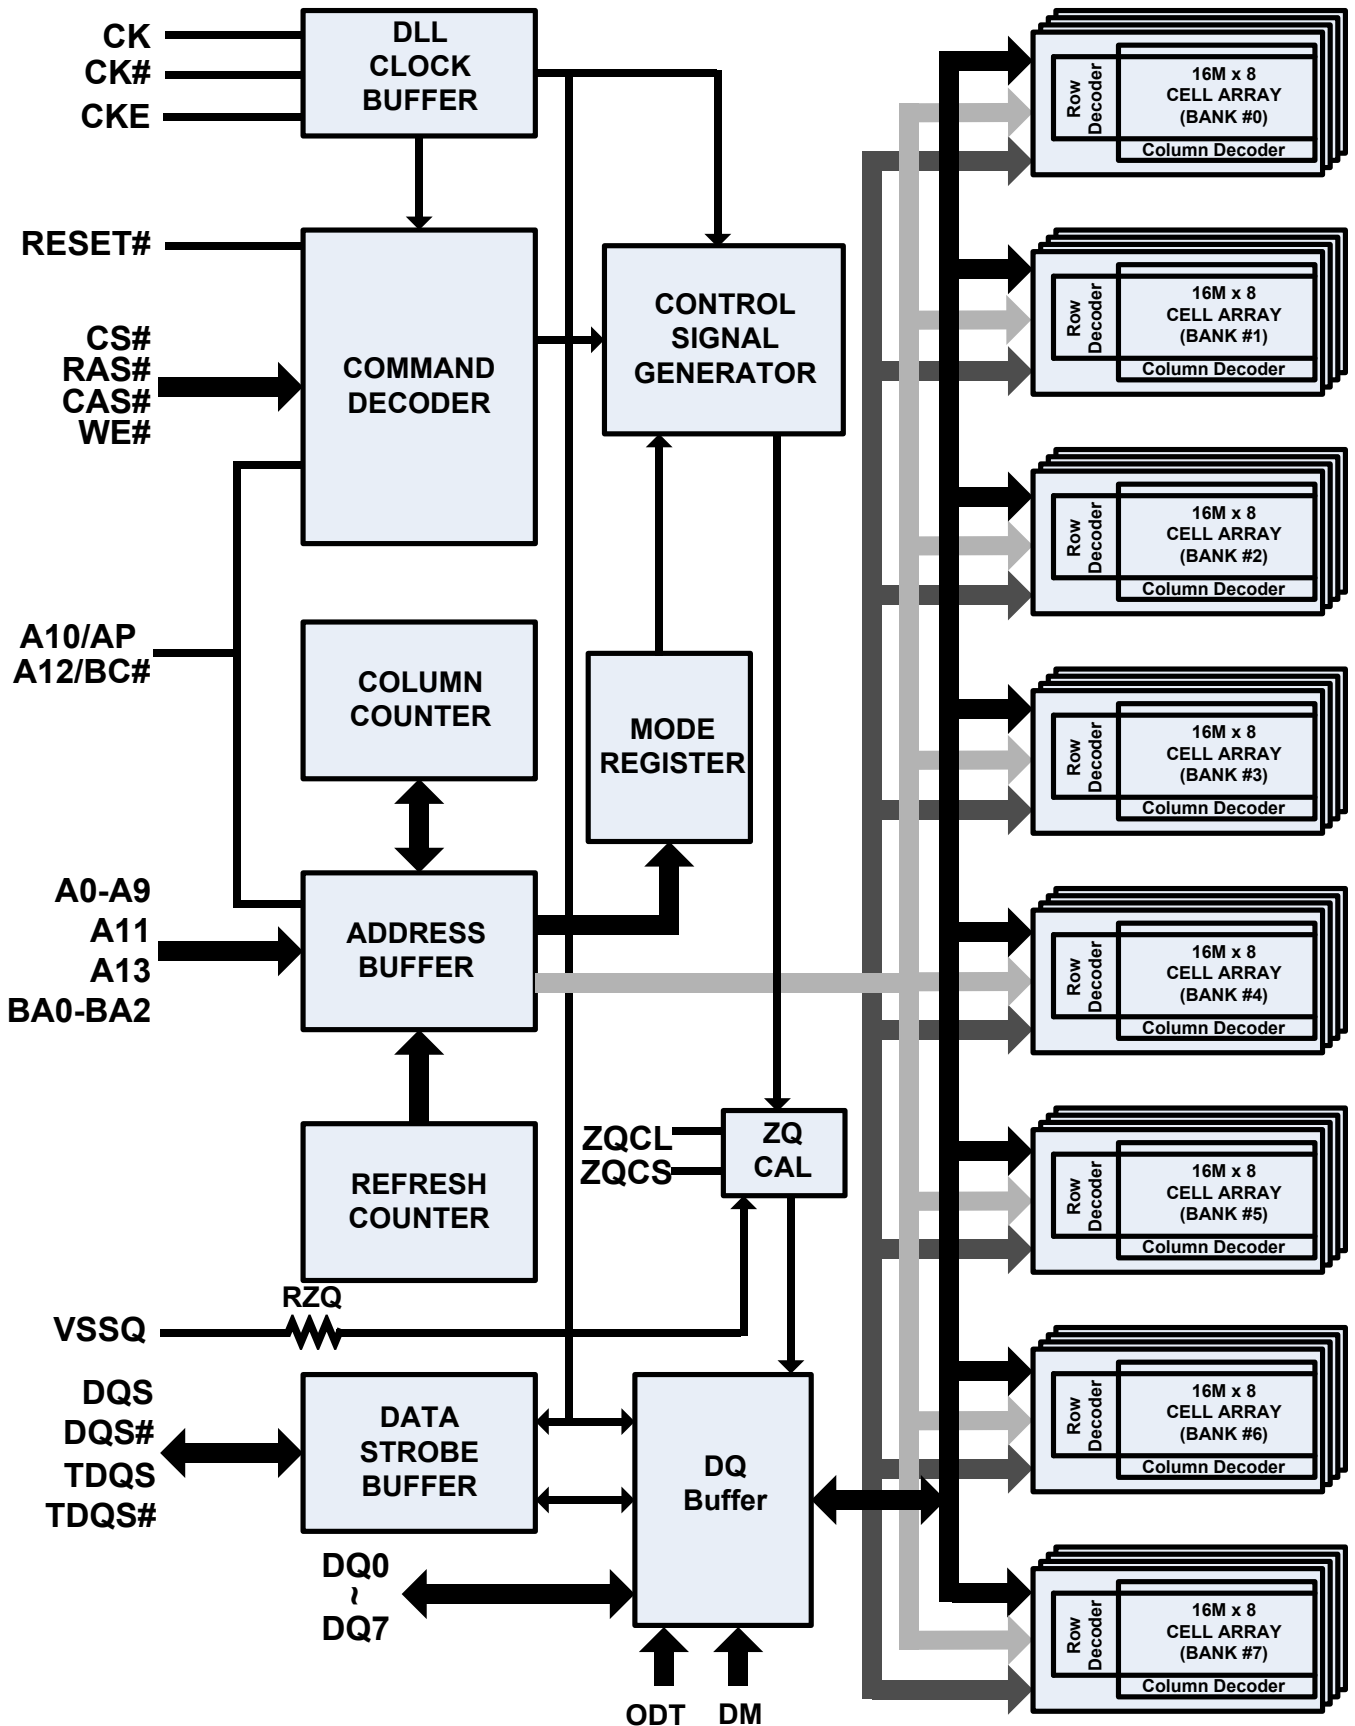 CK
CK#
CKE
DLL
CLOCK
BUFFER
RESET#
CS#
RAS#
CAS#
WE#
COMMAND
DECODER
CONTROL
SIGNAL
GENERATOR
A10/AP
A12/BC#
COLUMN
COUNTER
MODE
REGISTER
A0-A9
A11
A13
BA0-BA2
ADDRESS
BUFFER
REFRESH
COUNTER
ZQCL
ZQCS
ZQ
CAL
VSSQ
RZQ
DQS
DQS#
TDQS
TDQS#
DATA
STROBE
BUFFER
DQ
Buffer
DQ0
~
DQ7
ODT
DM
Row
Decoder
16M x 8
CELL ARRAY
(BANK #0)
Column Decoder
Row
Decoder
16M x 8
CELL ARRAY
(BANK #1)
Column Decoder
Row
Decoder
16M x 8
CELL ARRAY
(BANK #2)
Column Decoder
Row
Decoder
16M x 8
CELL ARRAY
(BANK #3)
Column Decoder
Row
Decoder
16M x 8
CELL ARRAY
(BANK #4)
Column Decoder
Row
Decoder
16M x 8
CELL ARRAY
(BANK #5)
Column Decoder
Row
Decoder
16M x 8
CELL ARRAY
(BANK #6)
Column Decoder
Row
Decoder
16M x 8
CELL ARRAY
(BANK #7)
Column Decoder